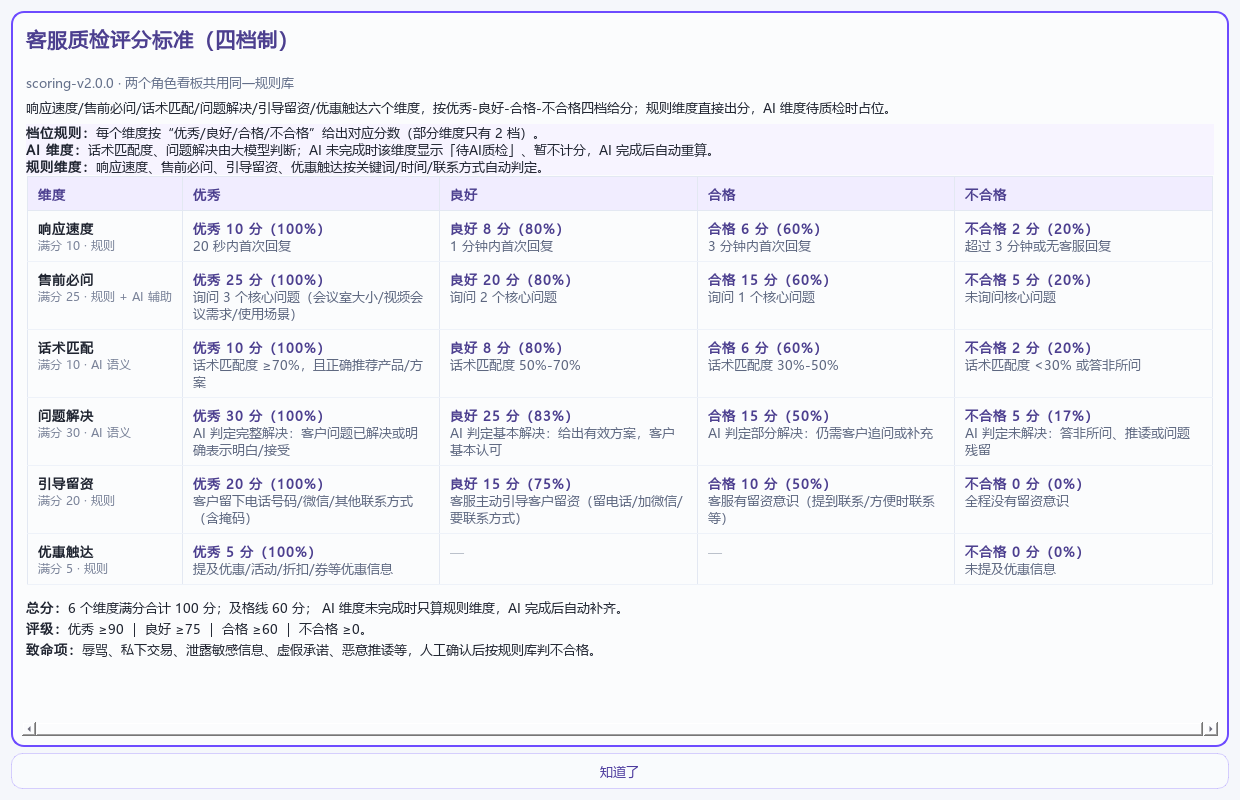 客服质检评分标准（四档制）
scoring-v2.0.0 · 两个角色看板共用同一规则库
响应速度/售前必问/话术匹配/问题解决/引导留资/优惠触达六个维度，按优秀-良好-合格-不合格四档给分；规则维度直接出分，AI 维度待质检时占位。
档位规则：每个维度按“优秀/良好/合格/不合格”给出对应分数（部分维度只有 2 档）。
AI 维度：话术匹配度、问题解决由大模型判断；AI 未完成时该维度显示「待AI质检」、暂不计分，AI 完成后自动重算。
规则维度：响应速度、售前必问、引导留资、优惠触达按关键词/时间/联系方式自动判定。
维度 优秀 良好 合格 不合格
响应速度 优秀 10 分（100%） 良好 8 分（80%） 合格 6 分（60%） 不合格 2 分（20%）
满分 10 · 规则 20 秒内首次回复 1 分钟内首次回复 3 分钟内首次回复 超过 3 分钟或无客服回复
售前必问 优秀 25 分（100%） 良好 20 分（80%） 合格 15 分（60%） 不合格 5 分（20%）
满分 25 · 规则 + AI 辅助 询问 3 个核心问题（会议室大小/视频会 询问 2 个核心问题 询问 1 个核心问题 未询问核心问题
议需求/使用场景）
话术匹配 优秀 10 分（100%） 良好 8 分（80%） 合格 6 分（60%） 不合格 2 分（20%）
满分 10 · AI 语义 话术匹配度 ≥70%，且正确推荐产品/方 话术匹配度 50%-70% 话术匹配度 30%-50% 话术匹配度 <30% 或答非所问
案
问题解决 优秀 30 分（100%） 良好 25 分（83%） 合格 15 分（50%） 不合格 5 分（17%）
满分 30 · AI 语义 AI 判定完整解决：客户问题已解决或明 AI 判定基本解决：给出有效方案，客户 AI 判定部分解决：仍需客户追问或补充 AI 判定未解决：答非所问、推诿或问题
确表示明白/接受 基本认可 残留
引导留资 优秀 20 分（100%） 良好 15 分（75%） 合格 10 分（50%） 不合格 0 分（0%）
满分 20 · 规则 客户留下电话号码/微信/其他联系方式 客服主动引导客户留资（留电话/加微信/ 客服有留资意识（提到联系/方便时联系 全程没有留资意识
（含掩码） 要联系方式） 等）
优惠触达 优秀 5 分（100%） — — 不合格 0 分（0%）
满分 5 · 规则 提及优惠/活动/折扣/券等优惠信息 未提及优惠信息
总分：6 个维度满分合计 100 分；及格线 60 分； AI 维度未完成时只算规则维度，AI 完成后自动补齐。
评级：优秀 ≥90 ｜ 良好 ≥75 ｜ 合格 ≥60 ｜ 不合格 ≥0。
致命项：辱骂、私下交易、泄露敏感信息、虚假承诺、恶意推诿等，人工确认后按规则库判不合格。
知道了